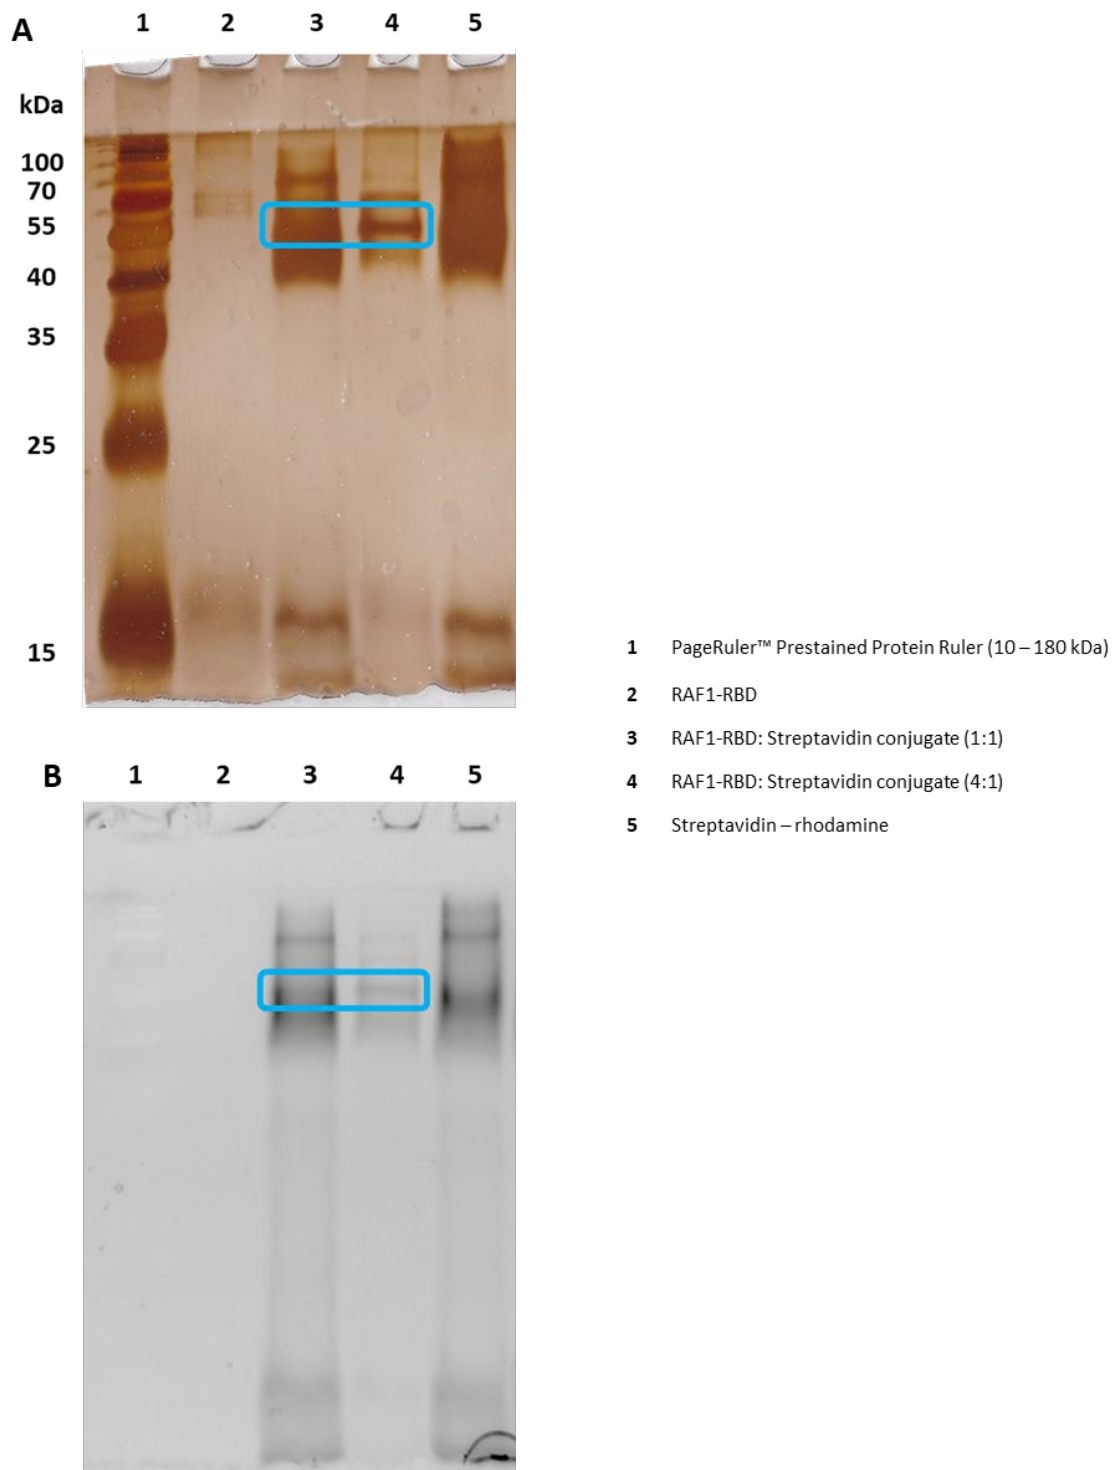 A
1 2 3 4 5
kDa
100
70
55
40
35
25
15
1 PageRuler™ Prestained Protein Ruler (10 – 180 kDa)
2 RAF1-RBD
3 RAF1-RBD: Streptavidin conjugate (1:1)
4 RAF1-RBD: Streptavidin conjugate (4:1)
5 Streptavidin – rhodamine
B
1 2 3 4 5